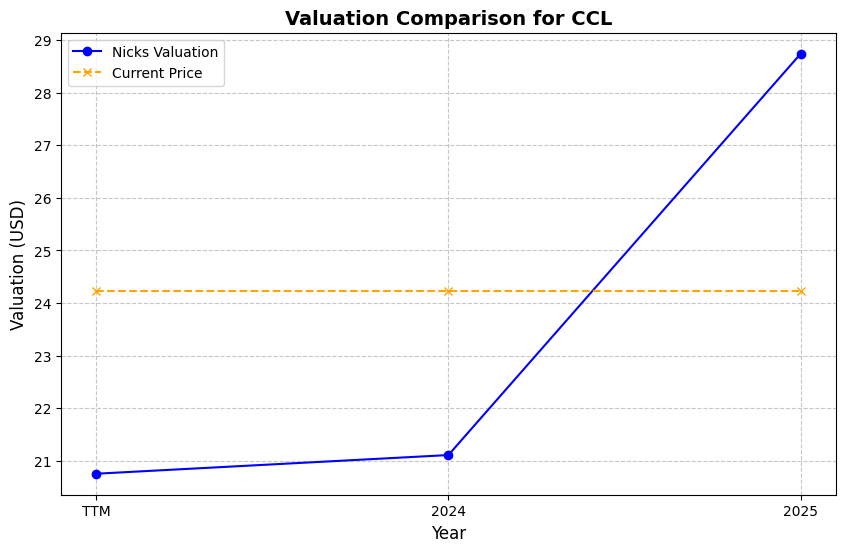 Valuation Comparison for CCL
Nicks Valuation
Current Price
Valuation (USD)
29
28
27
26
25
24
23
22
21
TTM
2024
2025
Year